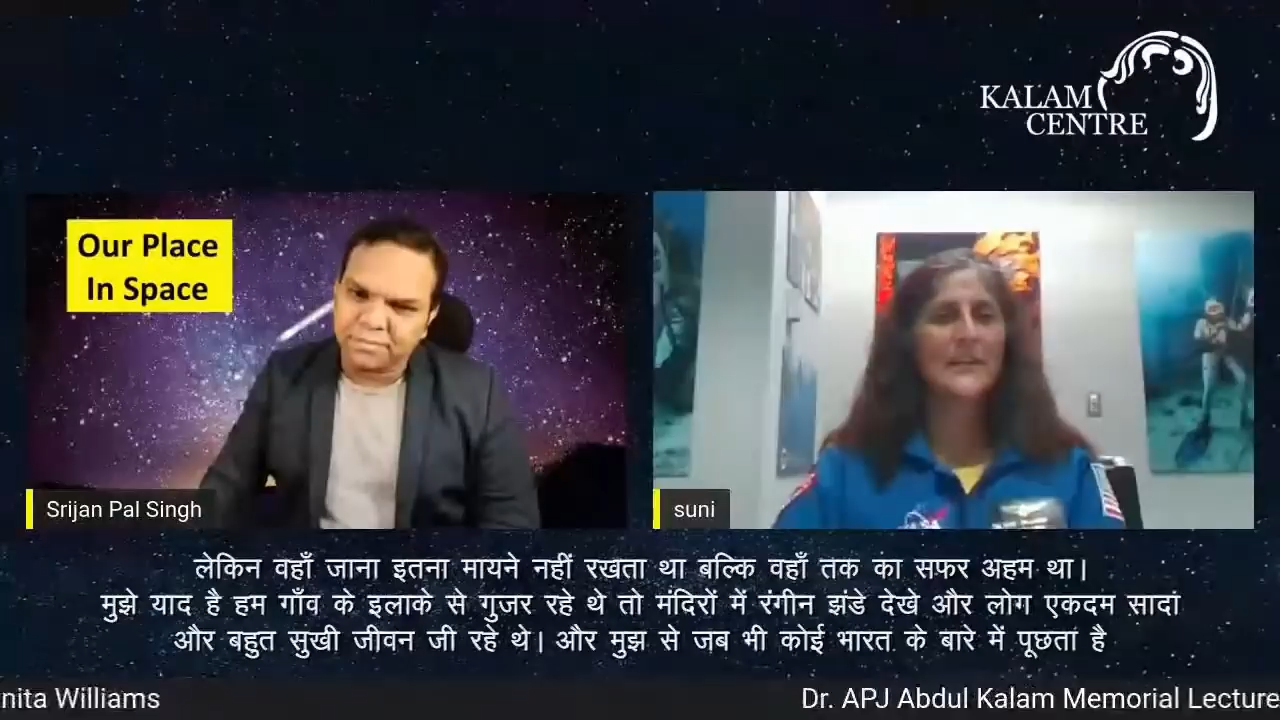 KALAM
CENTRE
Our Place
In Space
Srijan Pal Singh
suni
लेकिन वहाँ जाना इतना मायने नहीं रखता था बल्कि वहाँ तक का सफर अहम था।
मुझे याद है हम गाँव के इलाके से गुजर रहे थे तो मंदिरों में रंगीन झंडे देखे और लोग एकदम सादा
और बहुत सुखी जीवन जी रहे थे। और मुझ से जब भी कोई भारत के बारे में पूछता है
nita Williams
Dr. APJ Abdul Kalam Memorial Lecture